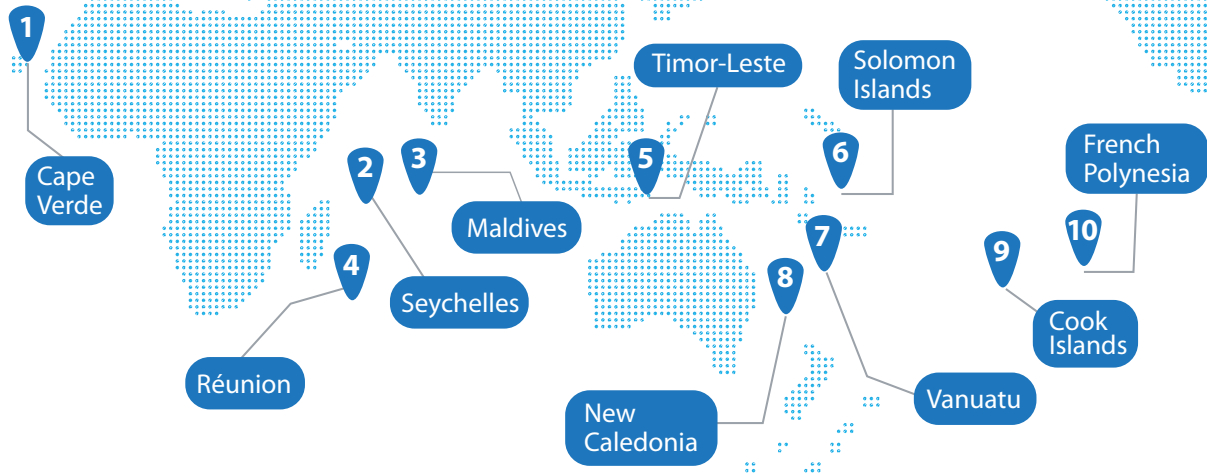 1
Cape
Verde
2
Seychelles
3
Maldives
4
Réunion
5
Timor-Leste
6
Solomon
Islands
7
Vanuatu
8
New
Caledonia
9
Cook
Islands
10
French
Polynesia